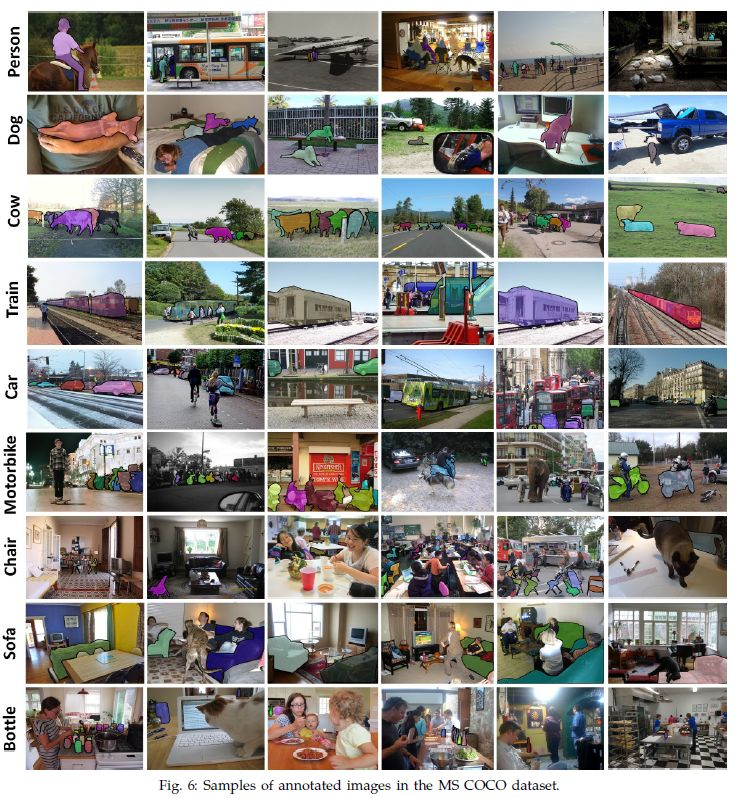 Person
Dog
Cow
Train
Car
Motorbike
Chair
Sofa
Bottle
Fig. 6: Samples of annotated images in the MS COCO dataset.